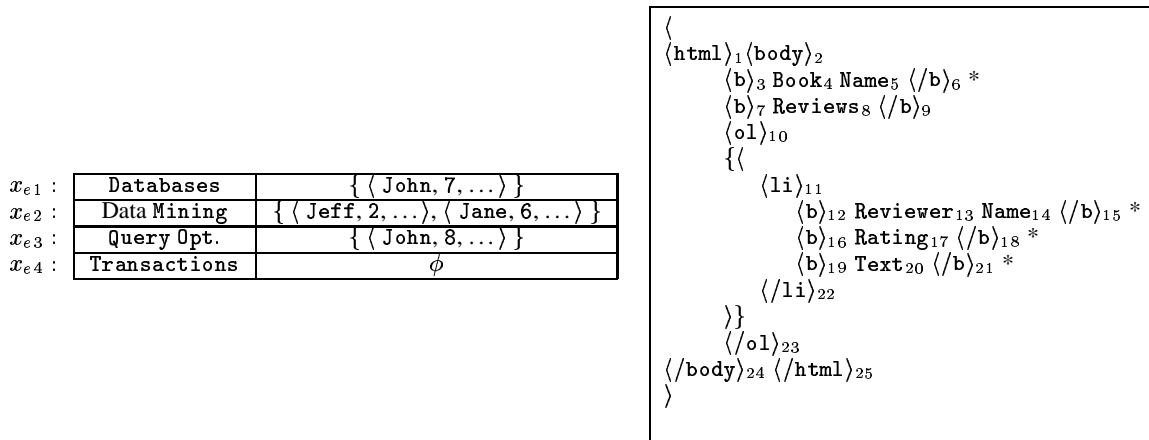 x_e1 : Databases { ⟨ John, 7, ...⟩ }
x_e2 : Data Mining { ⟨ Jeff, 2, ...⟩, ⟨ Jane, 6, ...⟩ }
x_e3 : Query Opt. { ⟨ John, 8, ...⟩ }
x_e4 : Transactions ϕ
⟨
⟨html⟩₁⟨body⟩₂
⟨b⟩₃ Book₄ Name₅ ⟨/b⟩₆ *
⟨b⟩₇ Reviews₈ ⟨/b⟩₉
⟨ol⟩₁₀
{⟨
⟨li⟩₁₁
⟨b⟩₁₂ Reviewer₁₃ Name₁₄ ⟨/b⟩₁₅ *
⟨b⟩₁₆ Rating₁₇ ⟨/b⟩₁₈ *
⟨b⟩₁₉ Text₂₀ ⟨/b⟩₂₁ *
⟨/li⟩₂₂
⟩}
⟨/ol⟩₂₃
⟨/body⟩₂₄ ⟨/html⟩₂₅
⟩